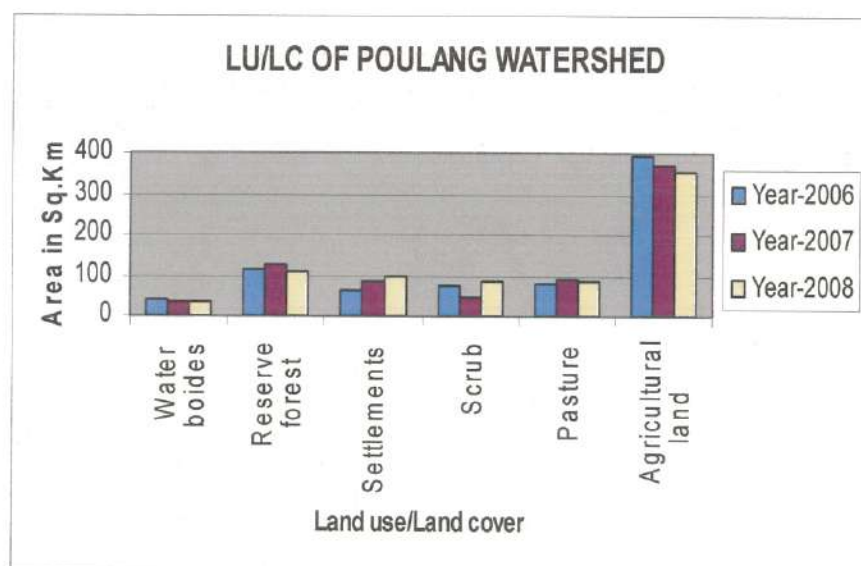 LU/LC OF POULANG WATERSHED
Area in Sq.Km
400
300
200
100
0
Water
boides
Reserve
forest
Settlements
Scrub
Pasture
Agricultural
land
Land use/Land cover
Year-2006
Year-2007
Year-2008